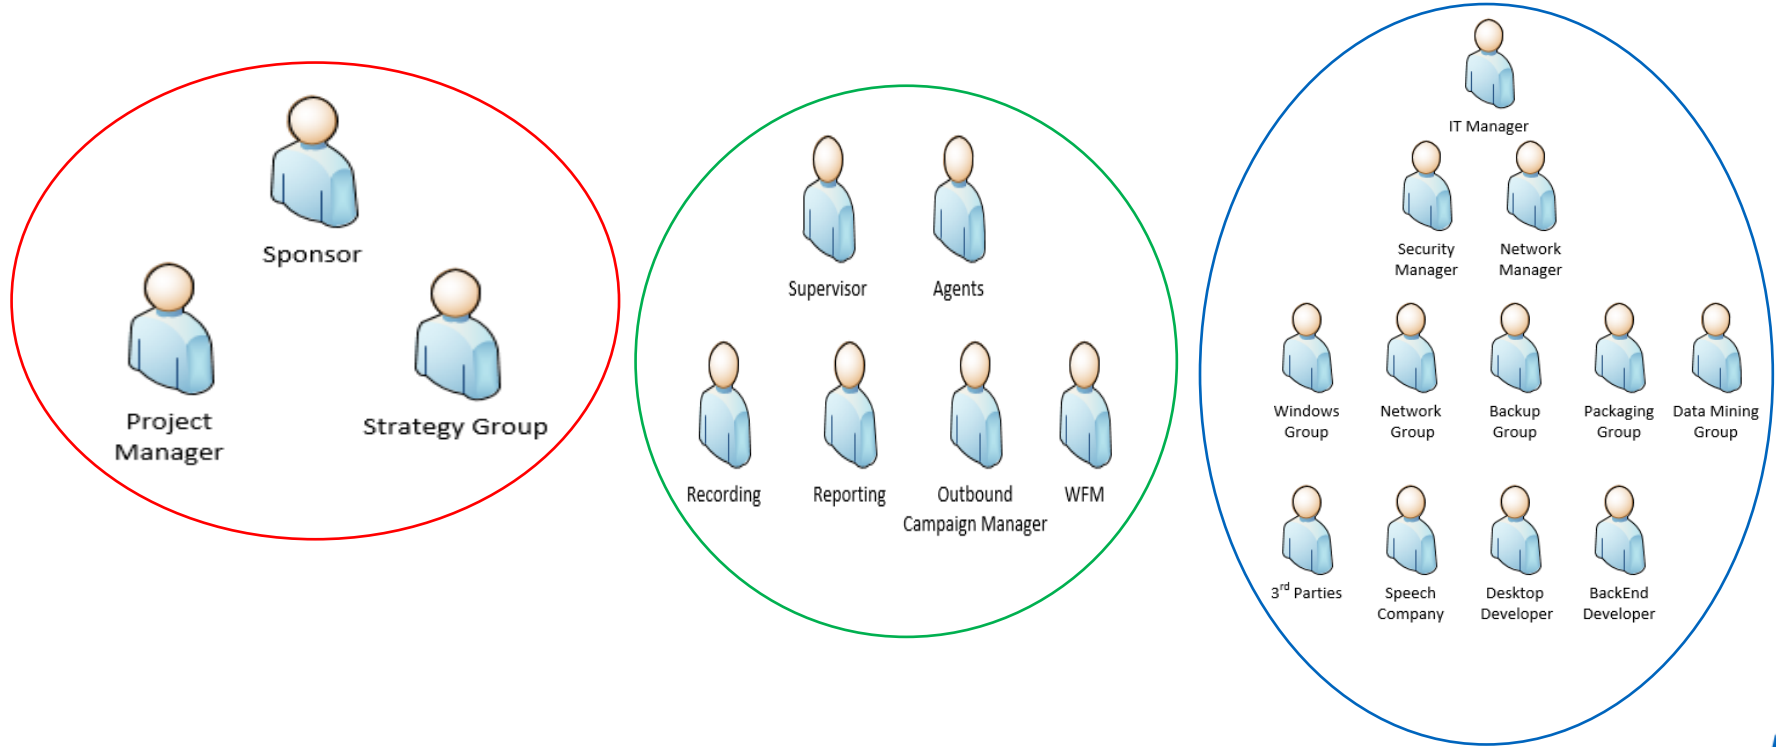 Sponsor
Project
Manager
Strategy Group
Supervisor
Agents
Recording
Reporting
Outbound
Campaign Manager
WFM
IT Manager
Security
Manager
Network
Manager
Windows
Group
Network
Group
Backup
Group
Packaging
Group
Data Mining
Group
3rd Parties
Speech
Company
Desktop
Developer
BackEnd
Developer